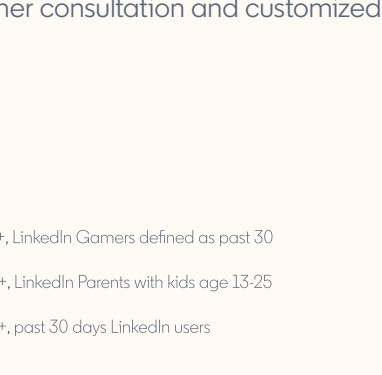 her consultation and customized
+, LinkedIn Gamers defined as past 30
+, LinkedIn Parents with kids age 13-25
+, past 30 days LinkedIn users